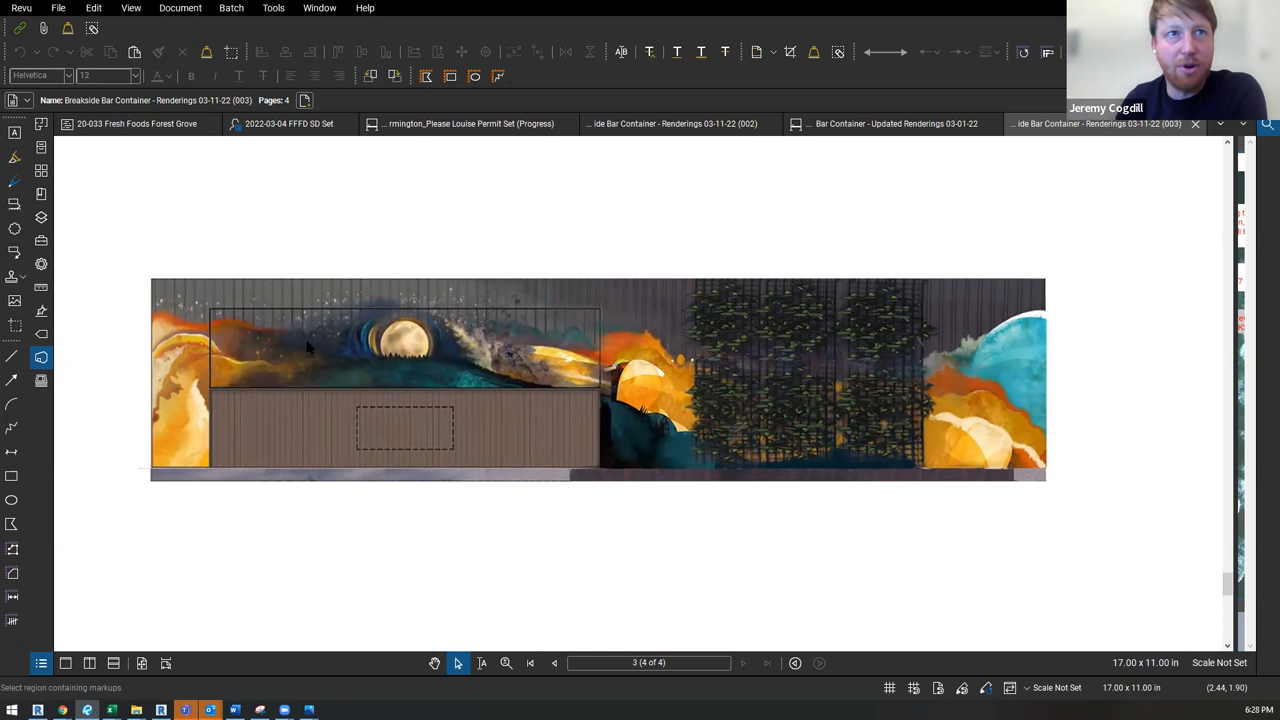 Revu File Edit View Document Batch Tools Window Help
Helvetica 12
Name: Breakside Bar Container - Renderings 03-11-22 (003) Pages: 4
20-033 Fresh Foods Forest Grove 2022-03-04 FFFD SD Set ... rmington_Please Louise Permit Set (Progress) ... ide Bar Container - Renderings 03-11-22 (002) ... Bar Container - Updated Renderings 03-01-22 ... ide Bar Container - Renderings 03-11-22 (003)
Jeremy Cogdill
3 (4 of 4) 17.00 x 11.00 in Scale Not Set
Select region containing markups Scale Not Set 17.00 x 11.00 in (2.44, 1.90)
6:28 PM